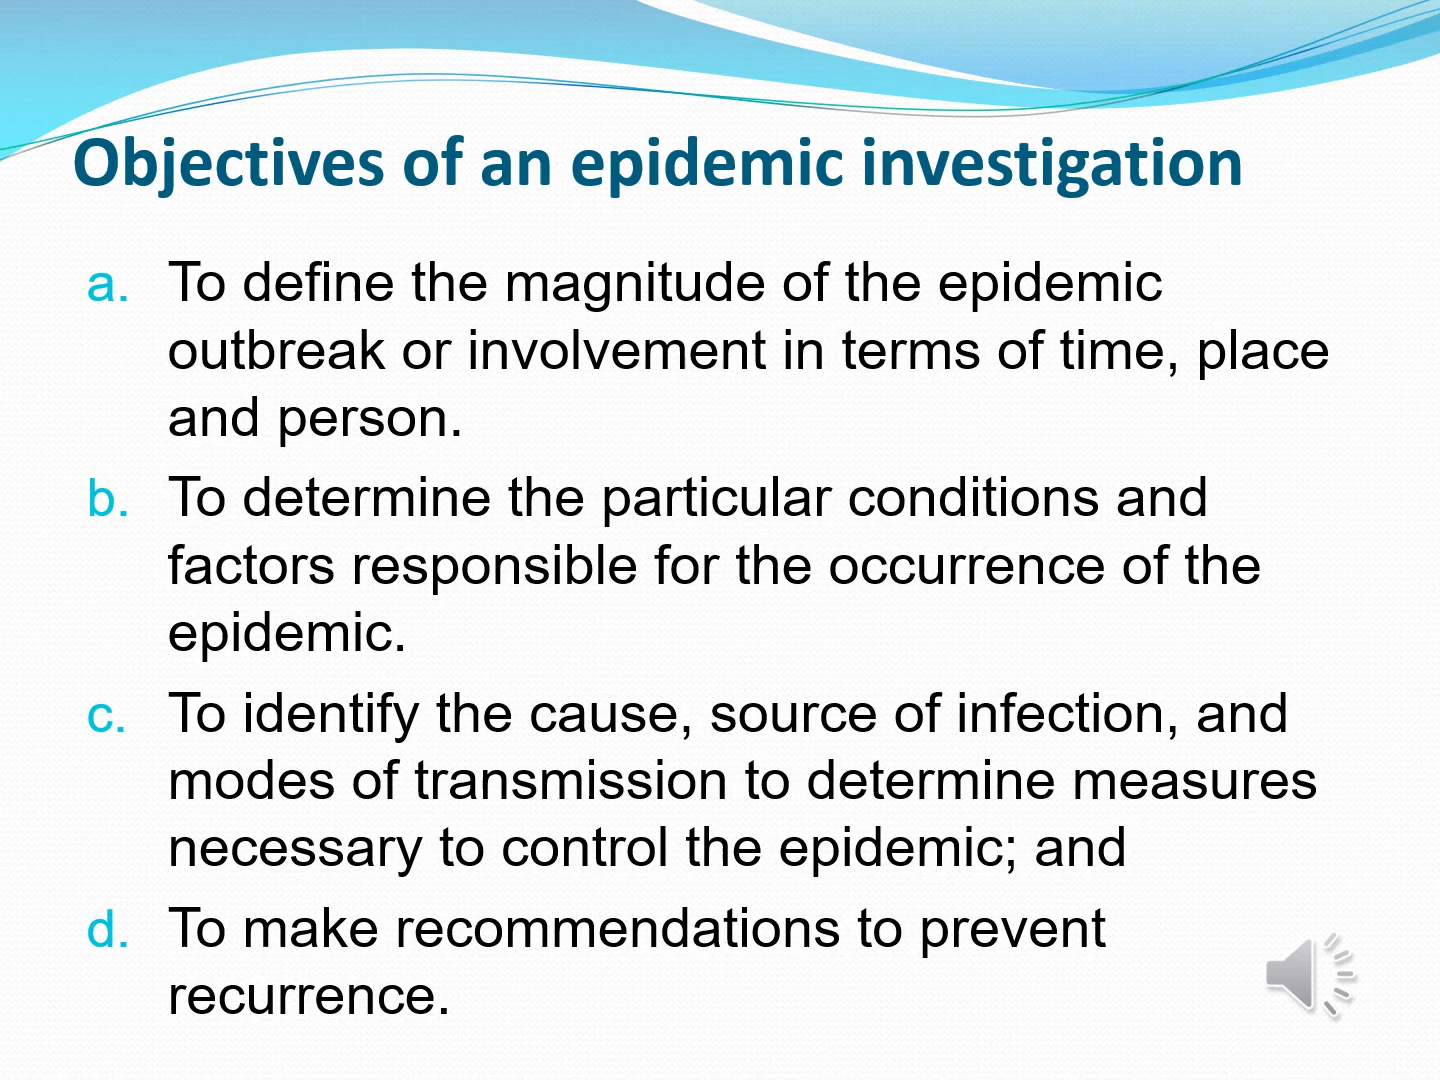 Objectives of an epidemic investigation
a. To define the magnitude of the epidemic
outbreak or involvement in terms of time, place
and person.
b. To determine the particular conditions and
factors responsible for the occurrence of the
epidemic.
c. To identify the cause, source of infection, and
modes of transmission to determine measures
necessary to control the epidemic; and
d. To make recommendations to prevent
recurrence.